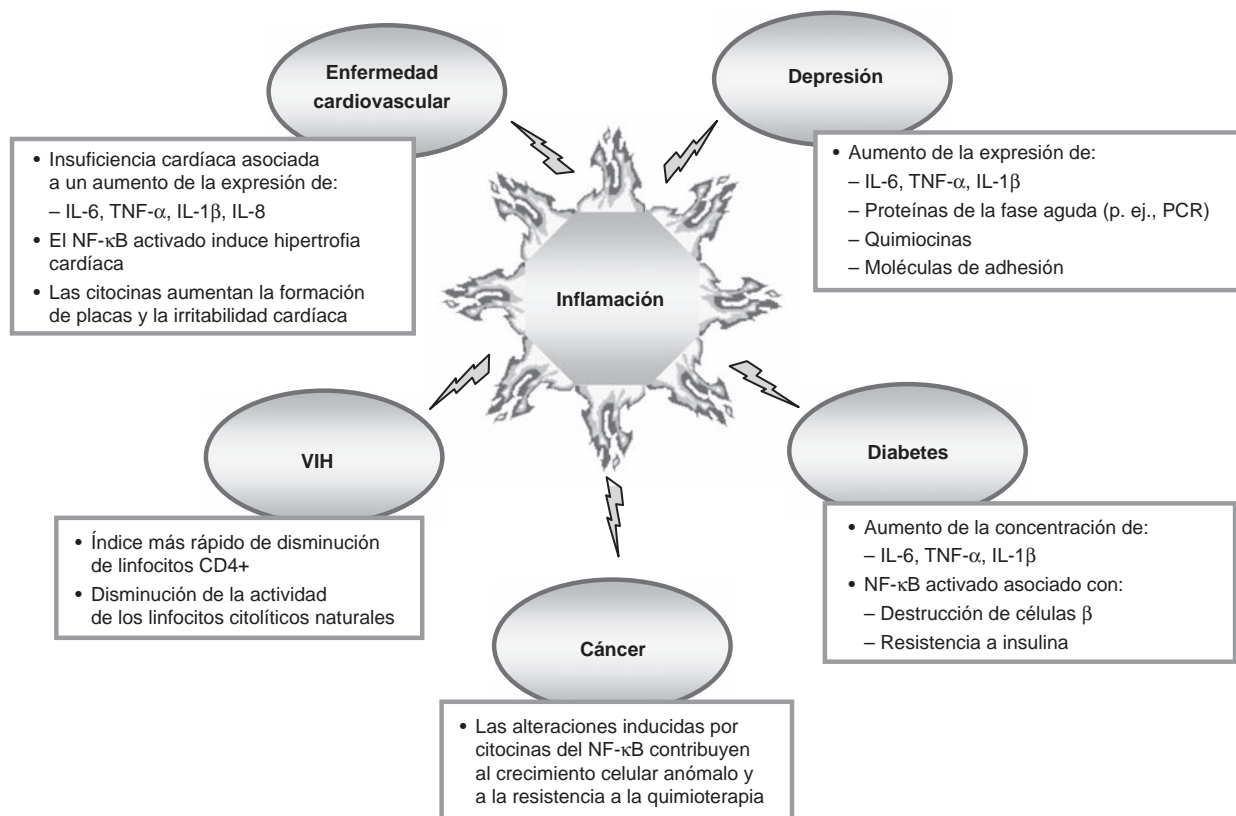 Enfermedad
cardiovascular
• Insuficiencia cardíaca asociada
a un aumento de la expresión de:
– IL-6, TNF-α, IL-1β, IL-8
• El NF-κB activado induce hipertrofia
cardíaca
• Las citocinas aumentan la formación
de placas y la irritabilidad cardíaca
Depresión
• Aumento de la expresión de:
– IL-6, TNF-α, IL-1β
– Proteínas de la fase aguda (p. ej., PCR)
– Quimiocinas
– Moléculas de adhesión
Inflamación
VIH
• Índice más rápido de disminución
de linfocitos CD4+
• Disminución de la actividad
de los linfocitos citolíticos naturales
Diabetes
• Aumento de la concentración de:
– IL-6, TNF-α, IL-1β
• NF-κB activado asociado con:
– Destrucción de células β
– Resistencia a insulina
Cáncer
• Las alteraciones inducidas por
citocinas del NF-κB contribuyen
al crecimiento celular anómalo y
a la resistencia a la quimioterapia